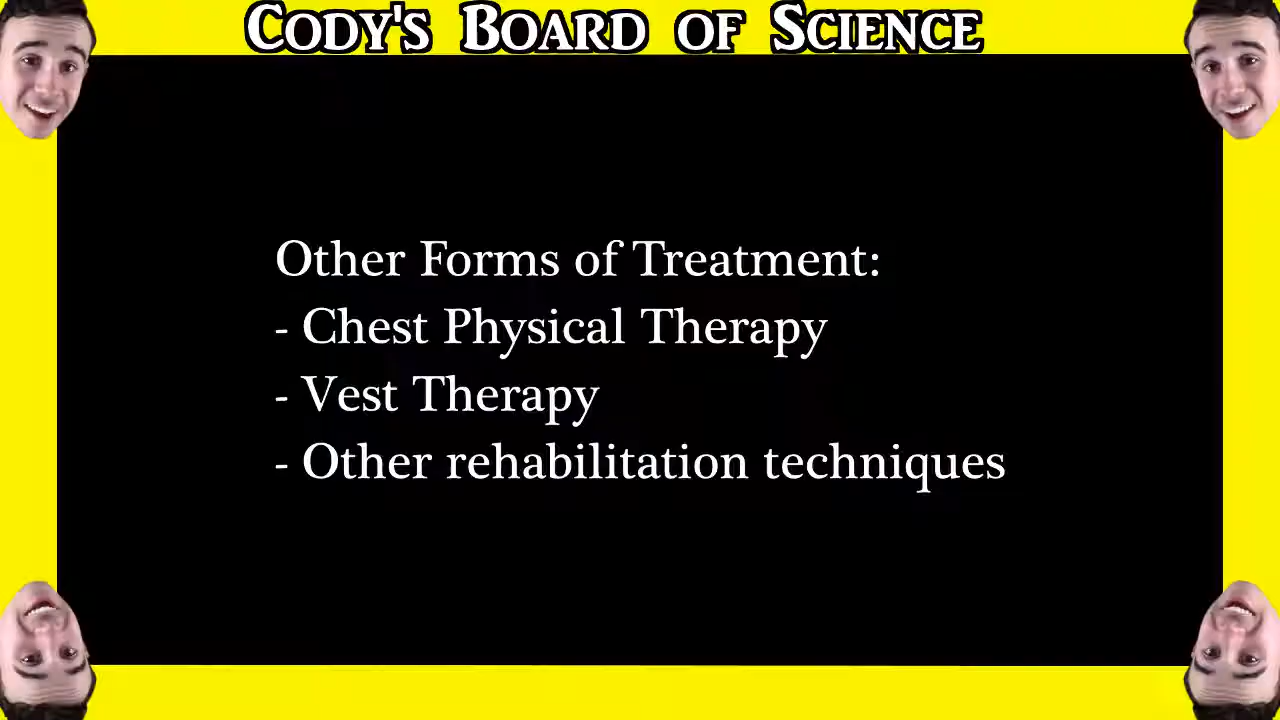 Cody's Board of Science
Other Forms of Treatment:
- Chest Physical Therapy
- Vest Therapy
- Other rehabilitation techniques